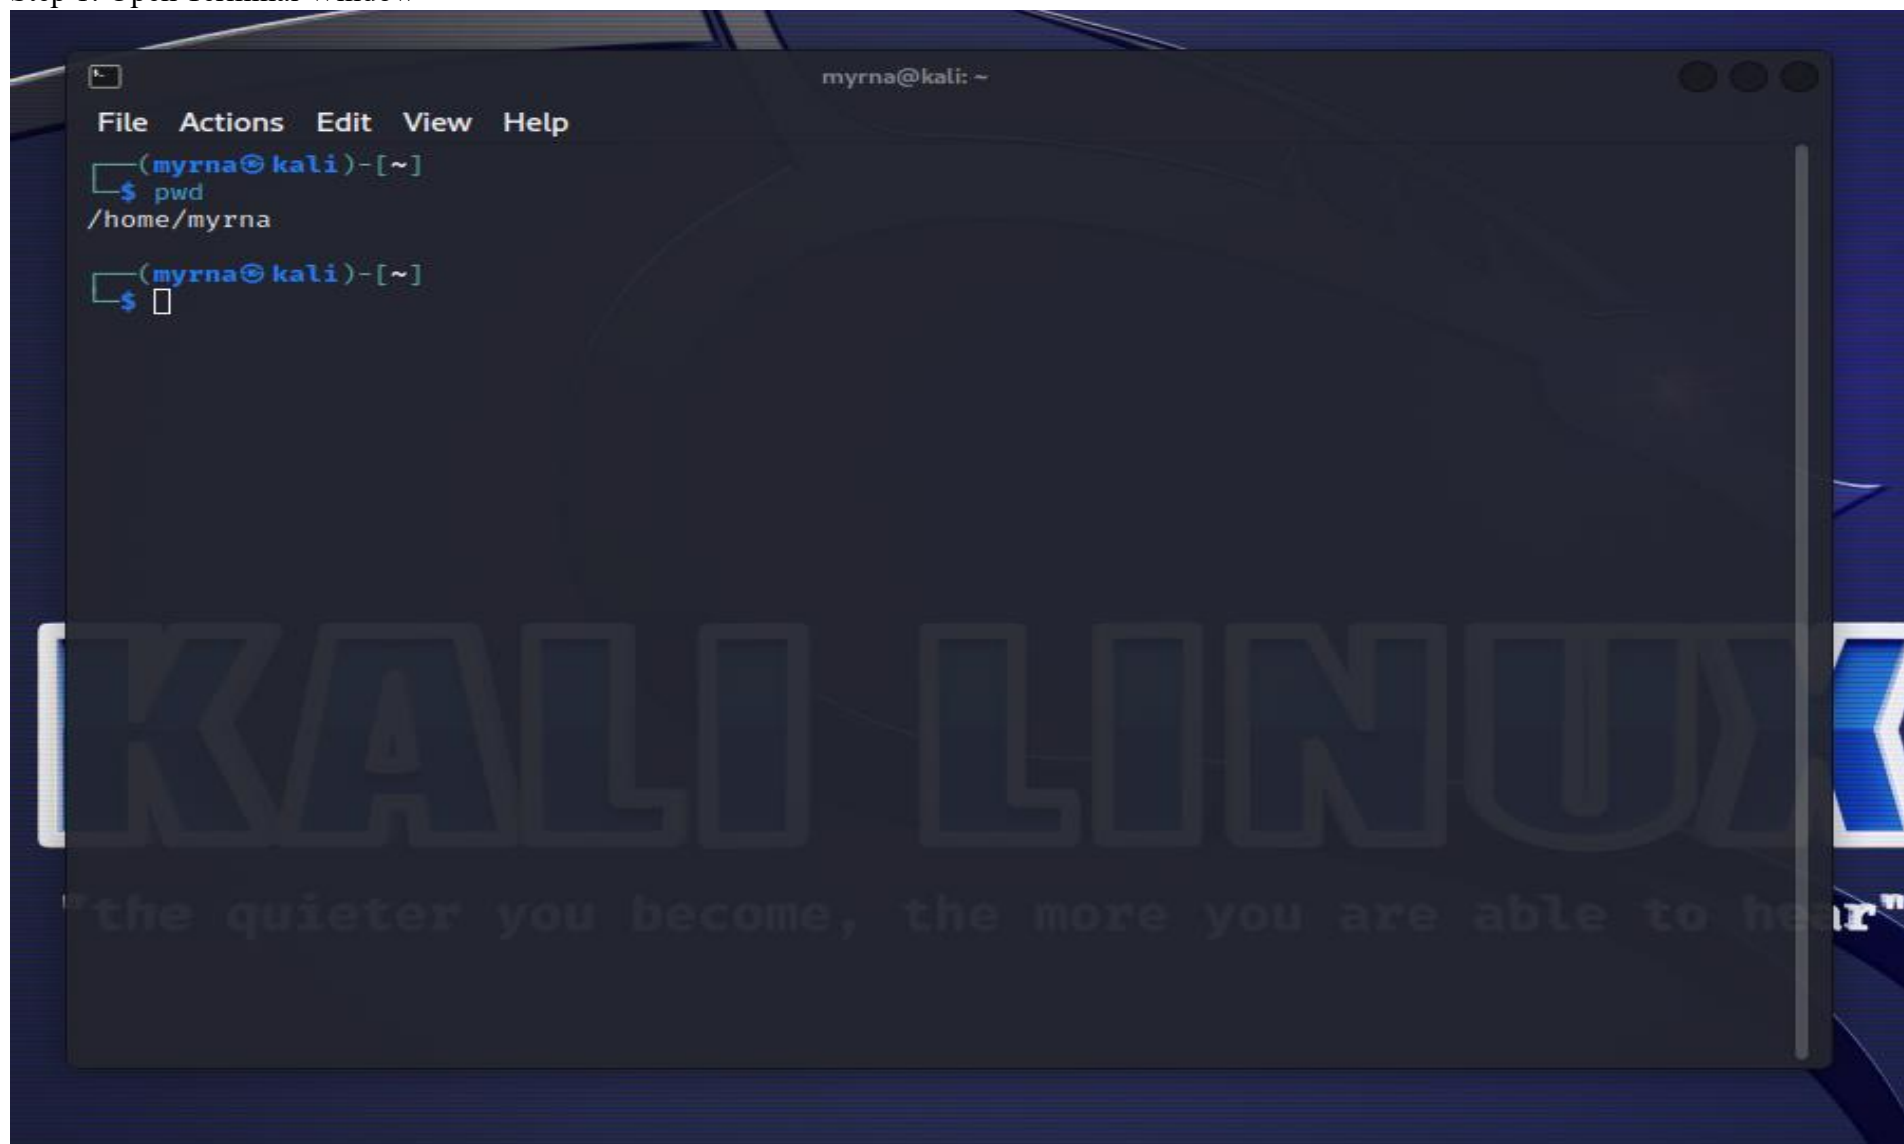 myrna@kali: ~
File Actions Edit View Help
┌──(myrna㉿kali)-[~]
└─$ pwd
/home/myrna
┌──(myrna㉿kali)-[~]
└─$
KALI LINUX
"the quieter you become, the more you are able to hear"